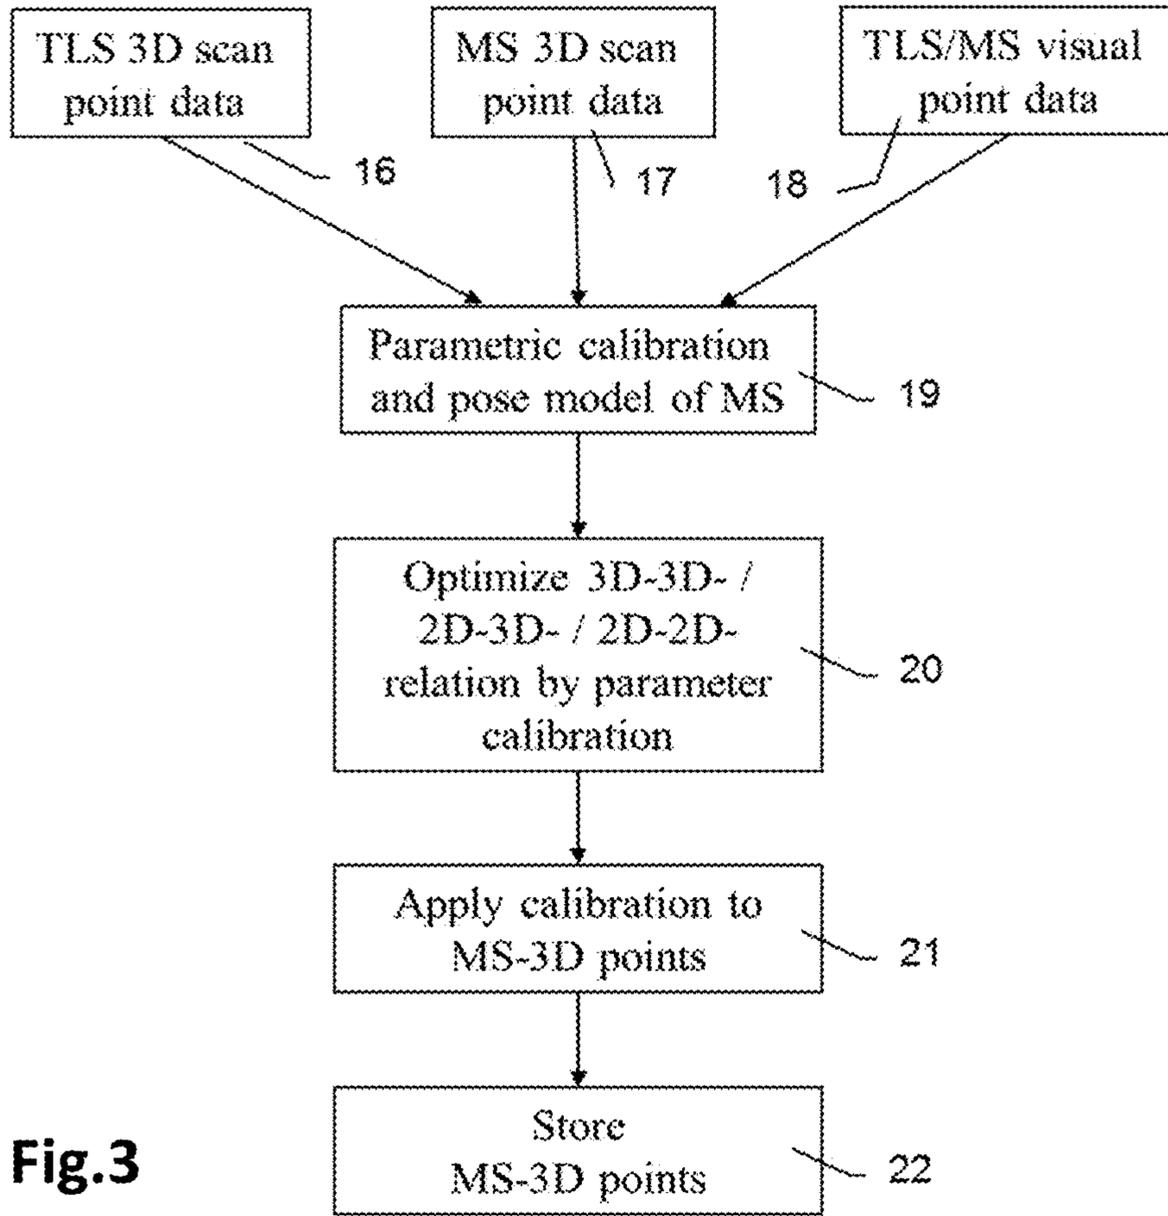 TLS 3D scan
point data
MS 3D scan
point data
TLS/MS visual
point data
16
17
18
Parametric calibration
and pose model of MS
19
Optimize 3D-3D- /
2D-3D- / 2D-2D-
relation by parameter
calibration
20
Apply calibration to
MS-3D points
21
Store
MS-3D points
22
Fig.3